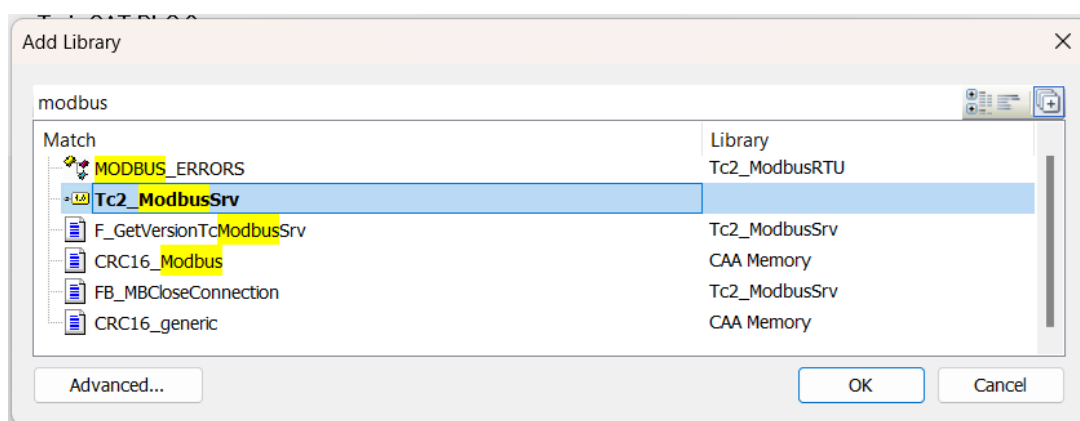 Add Library
modbus
Match Library
MODBUS_ERRORS Tc2_ModbusRTU
Tc2_ModbusSrv
F_GetVersionTcModbusSrv Tc2_ModbusSrv
CRC16_Modbus CAA Memory
FB_MBCloseConnection Tc2_ModbusSrv
CRC16_generic CAA Memory
Advanced... OK Cancel